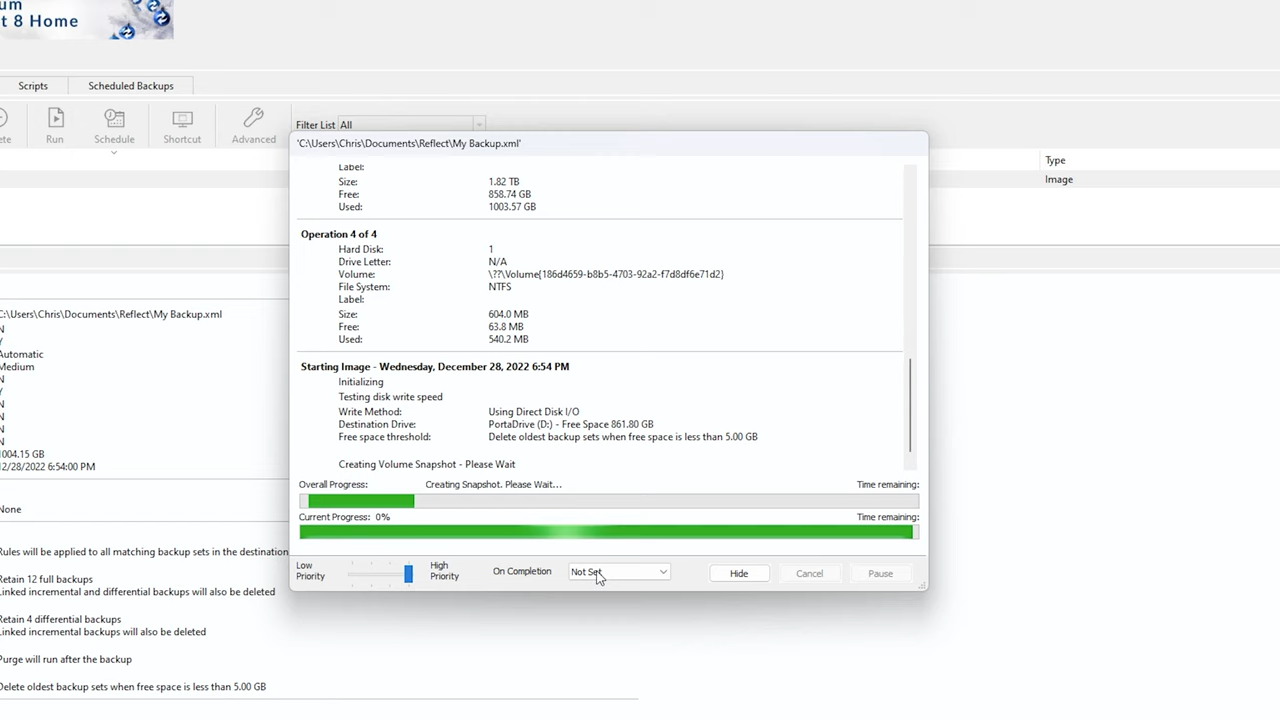 um
t 8 Home
Scripts
Scheduled Backups
ete
Run
Schedule
Shortcut
Advanced
Filter List All
Type
Image
'C:\Users\Chris\Documents\Reflect\My Backup.xml'
Label:
Size: 1.82 TB
Free: 858.74 GB
Used: 1003.57 GB
Operation 4 of 4
Hard Disk: 1
Drive Letter: N/A
Volume: \??\Volume{186d4659-b8b5-4703-92a2-f7d8df6e71d2}
File System: NTFS
Label:
Size: 604.0 MB
Free: 63.8 MB
Used: 540.2 MB
Starting Image - Wednesday, December 28, 2022 6:54 PM
Initializing
Testing disk write speed
Write Method: Using Direct Disk I/O
Destination Drive: PortaDrive (D:) - Free Space 861.80 GB
Free space threshold: Delete oldest backup sets when free space is less than 5.00 GB
Creating Volume Snapshot - Please Wait
Overall Progress: Creating Snapshot. Please Wait... Time remaining:
Current Progress: 0% Time remaining:
Low Priority
High Priority
On Completion
Not Set
Hide
Cancel
Pause
C:\Users\Chris\Documents\Reflect\My Backup.xml
N
Y
Automatic
Medium
N
Y
N
N
N
N
1004.15 GB
12/28/2022 6:54:00 PM
None
Rules will be applied to all matching backup sets in the destination
Retain 12 full backups
Linked incremental and differential backups will also be deleted
Retain 4 differential backups
Linked incremental backups will also be deleted
Purge will run after the backup
Delete oldest backup sets when free space is less than 5.00 GB